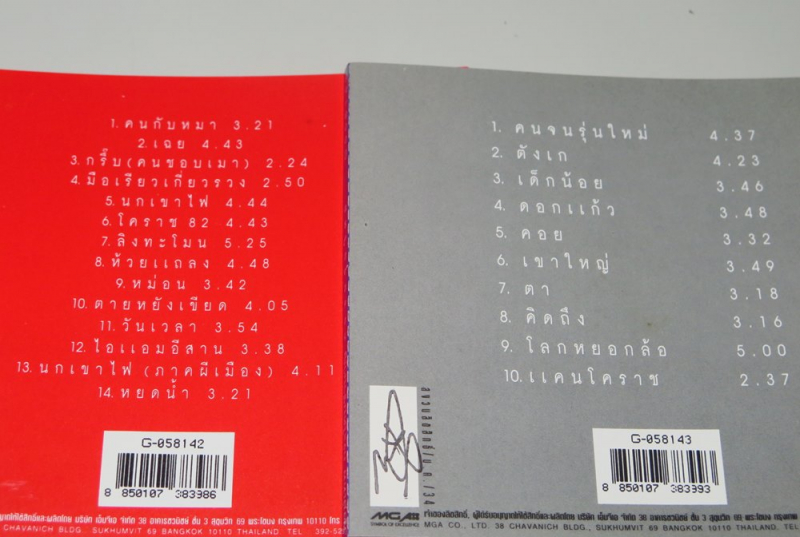 1. คนกับหมา 3.21
2. เฉย 4.43
3. กรึ๊บ (คนชอบเมา) 2.24
4. มือเรียวเกี่ยวรวง 2.50
5. นกเขาไฟ 4.44
6. โคราช 82 4.43
7. ลิงทะโมน 5.25
8. ห้วยแถลง 4.48
9. หม่อน 3.42
10. ตายหยังเขียด 4.05
11. วันเวลา 3.54
12. ไอแอมอีสาน 3.38
13. นกเขาไฟ (ภาคผีเมือง) 4.11
14. หยดน้ำ 3.21
G-058142
8 850107 383986
CHAVANICH BLDG. SUKHUMVIT 69 BANGKOK 10110 THAILAND. TEL 392-52
1. คนจนรุ่นใหม่ 4.37
2. ตังเก 4.23
3. เด็กน้อย 3.46
4. ดอกแก้ว 3.48
5. คอย 3.32
6. เขาใหญ่ 3.49
7. ตา 3.18
8. คิดถึง 3.16
9. โลกหยอกล้อ 5.00
10. แคนโคราช 2.37
G-058143
8 850107 383993
MGA
SYMBOL OF EXCELLENCE
MGA CO., LTD. 38 CHAVANICH BLDG., SUKHUMVIT 69 BANGKOK 10110 THAILAND. TEL